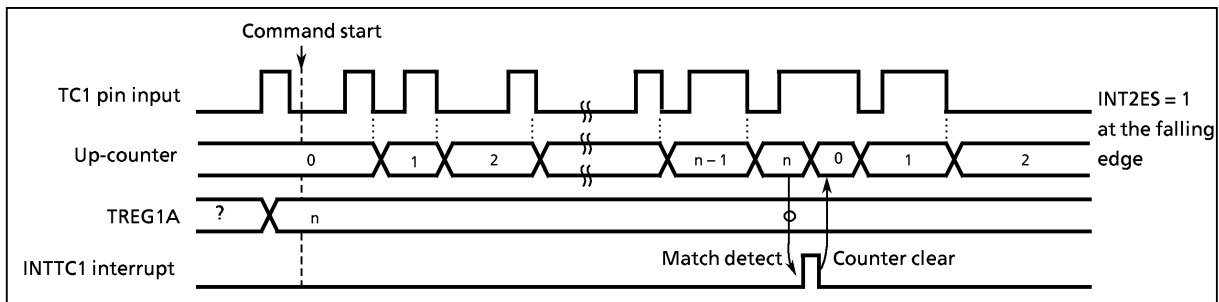 Command start
TC1 pin input
INT2ES = 1
at the falling
edge
Up-counter
0
1
2
n – 1
n
0
1
2
TREG1A
?
n
INTTC1 interrupt
Match detect
Counter clear